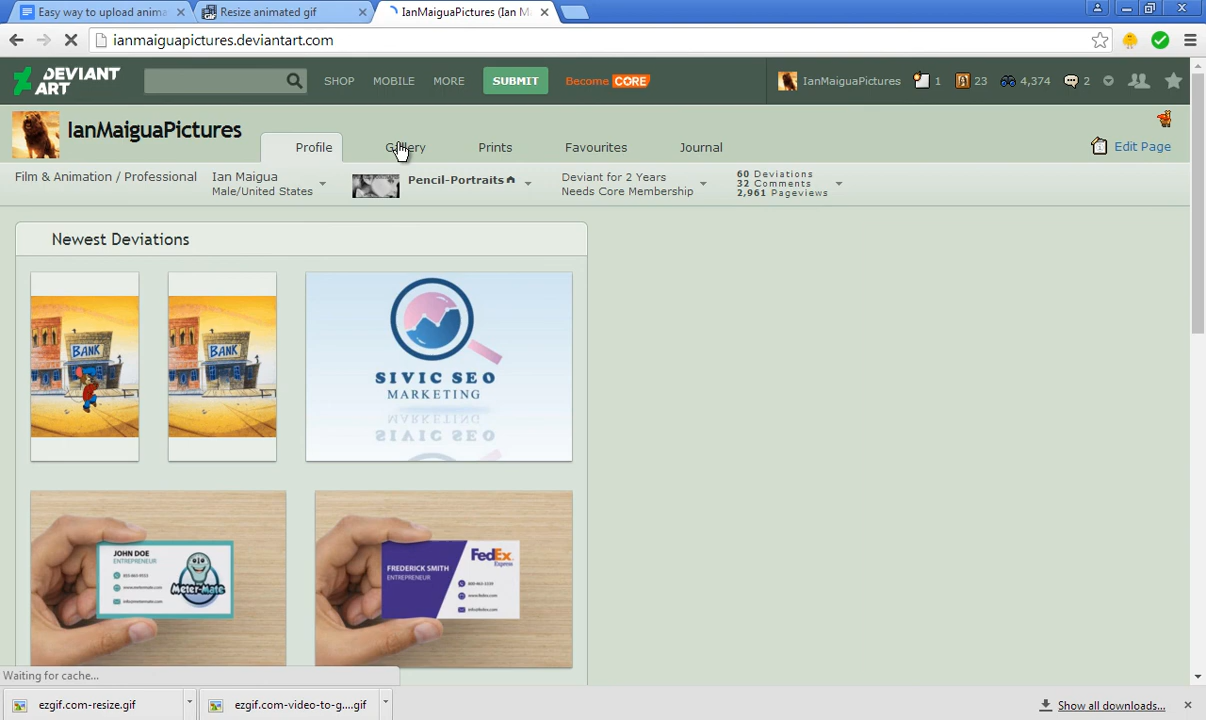 Easy way to upload anima
Resize animated gif
IanMaiguaPictures (Ian M
ianmaiguapictures.deviantart.com
DEVIANT ART
SHOP MOBILE MORE SUBMIT Become CORE
IanMaiguaPictures 1 23 4,374 2
IanMaiguaPictures
Profile Gallery Prints Favourites Journal
Edit Page
Film & Animation / Professional
Ian Maigua
Male/United States
Pencil-Portraits
Deviant for 2 Years
Needs Core Membership
60 Deviations
32 Comments
2,961 Pageviews
Newest Deviations
BANK
BANK
SIVIC SEO
MARKETING
JOHN DOE
ENTREPRENEUR
Meter-Mate
FedEx
Express
FREDERICK SMITH
ENTREPRENEUR
Waiting for cache...
ezgif.com-resize.gif
ezgif.com-video-to-g....gif
Show all downloads...